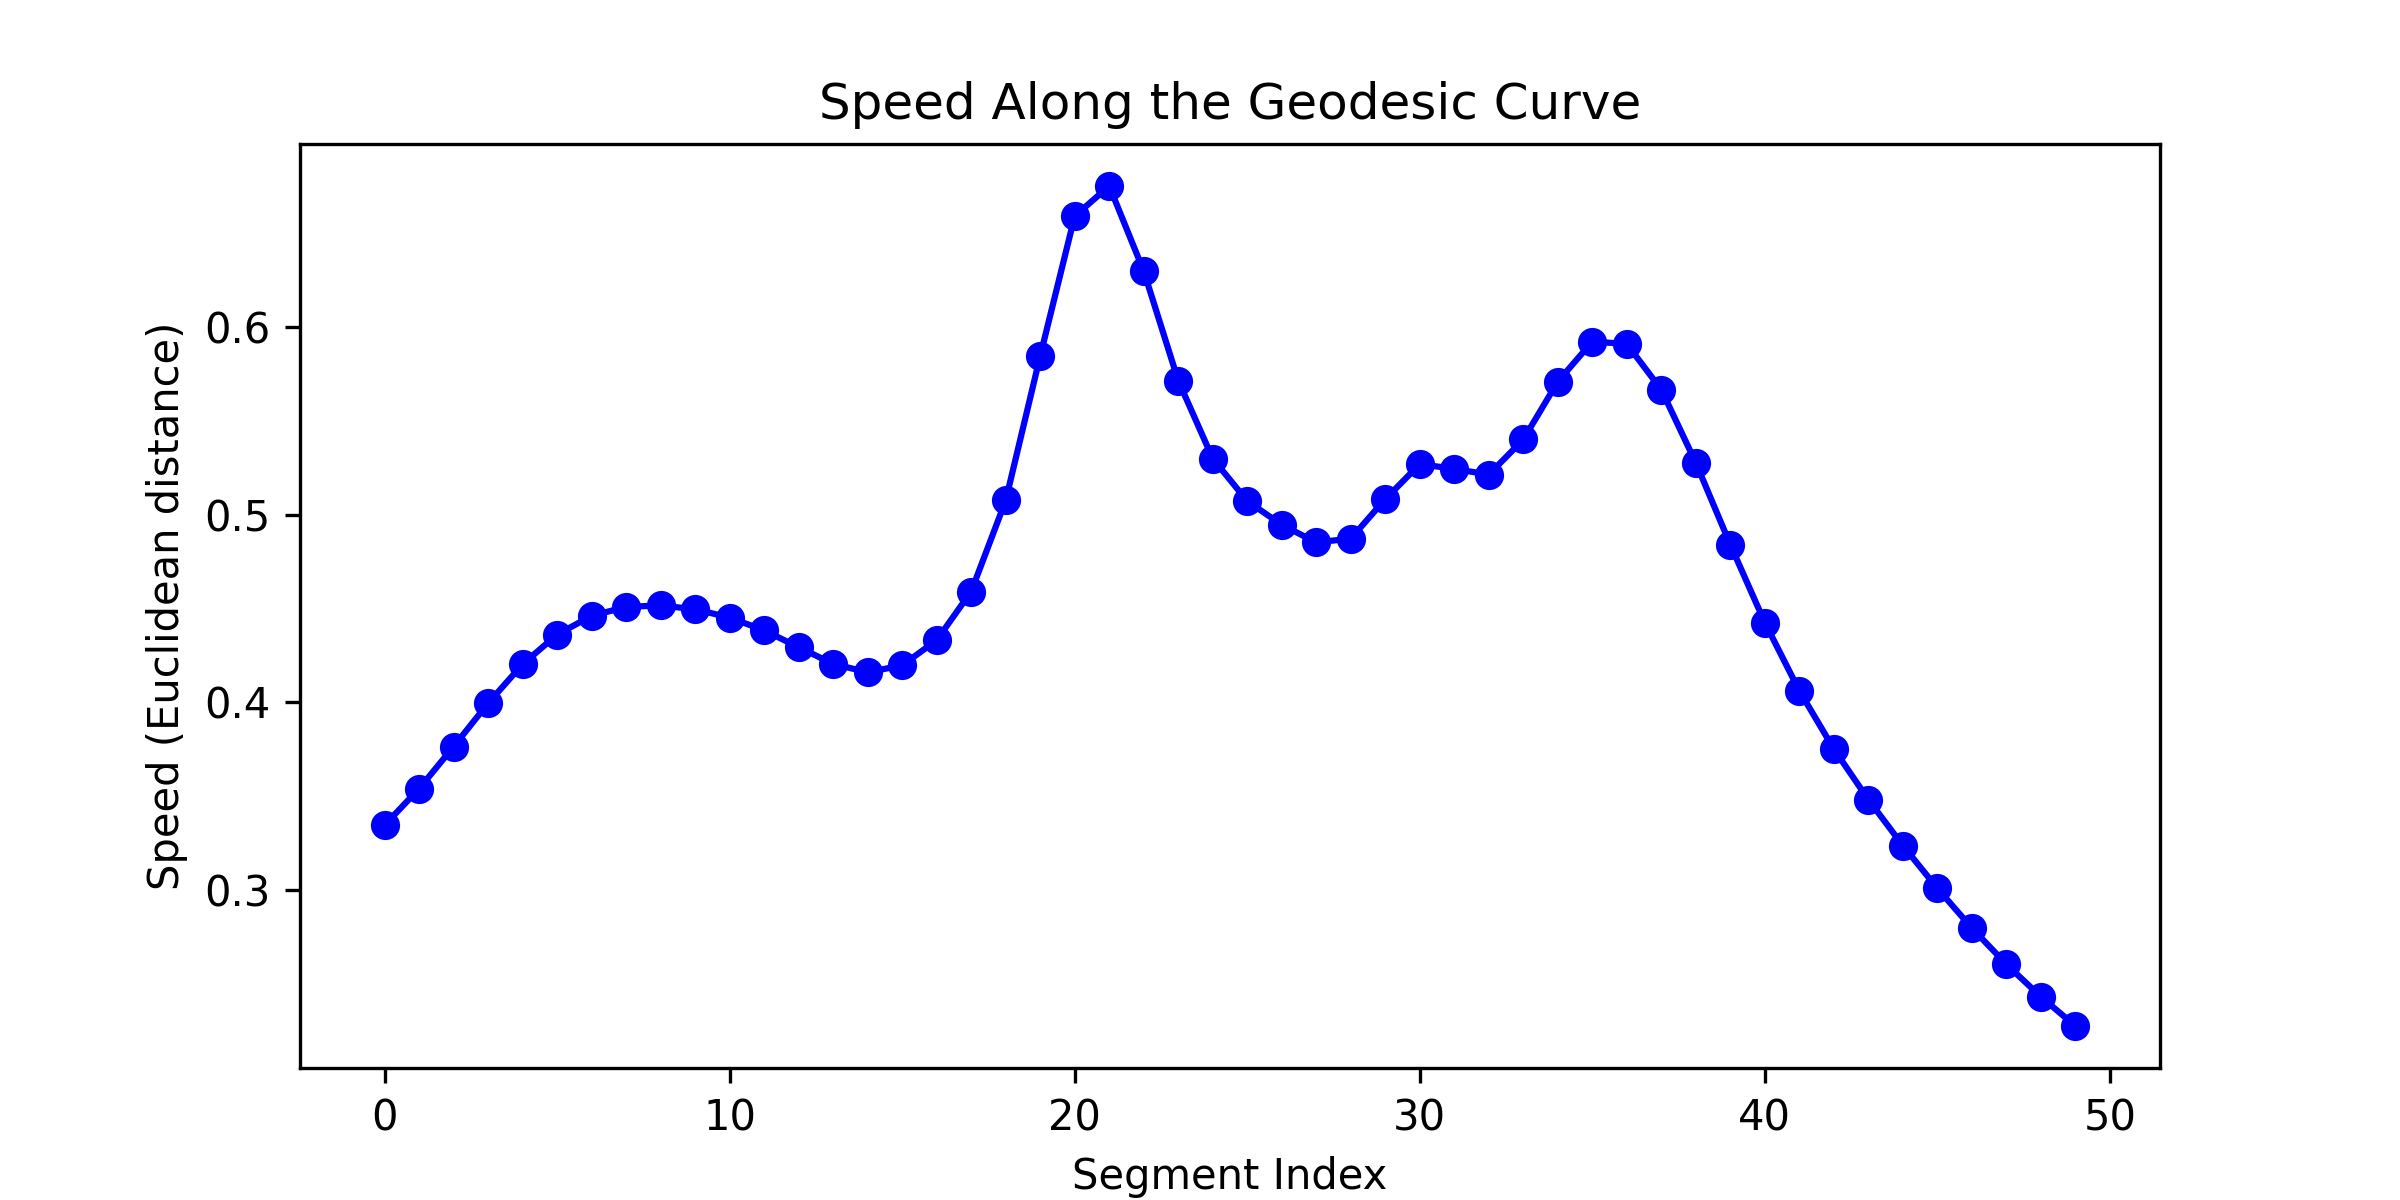 Speed Along the Geodesic Curve
Speed (Euclidean distance)
0.6
0.5
0.4
0.3
0 10 20 30 40 50
Segment Index